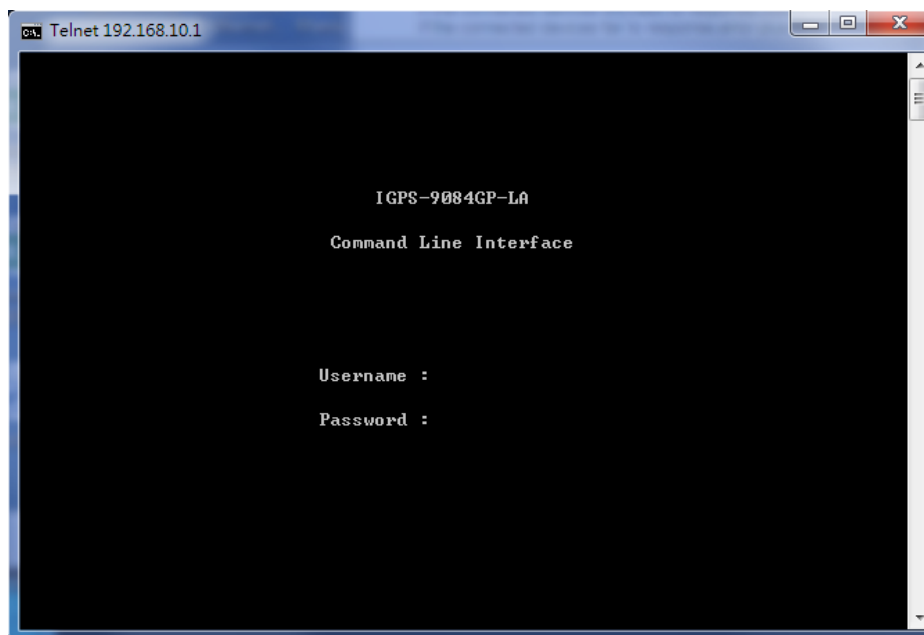 Telnet 192.168.10.1
IGPS-9084GP-LA
Command Line Interface
Username :
Password :